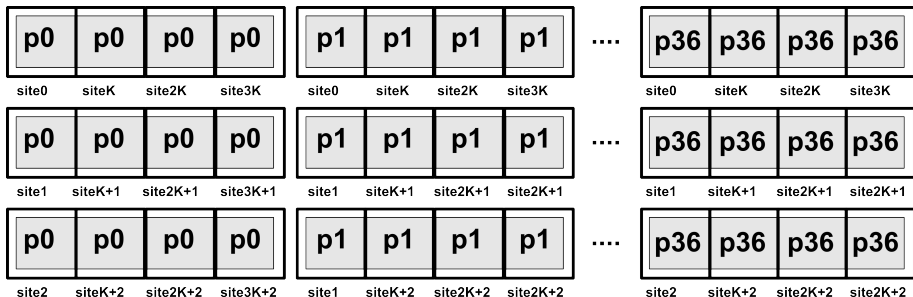 p0 p0 p0 p0 p1 p1 p1 p1 .... p36 p36 p36 p36
site0 siteK site2K site3K site0 siteK site2K site3K site0 siteK site2K site3K
p0 p0 p0 p0 p1 p1 p1 p1 .... p36 p36 p36 p36
site1 siteK+1 site2K+1 site3K+1 site1 siteK+1 site2K+1 site2K+1 site1 siteK+1 site2K+1 site2K+1
p0 p0 p0 p0 p1 p1 p1 p1 .... p36 p36 p36 p36
site2 siteK+2 site2K+2 site3K+2 site1 siteK+2 site2K+2 site2K+2 site2 siteK+2 site2K+2 site2K+2